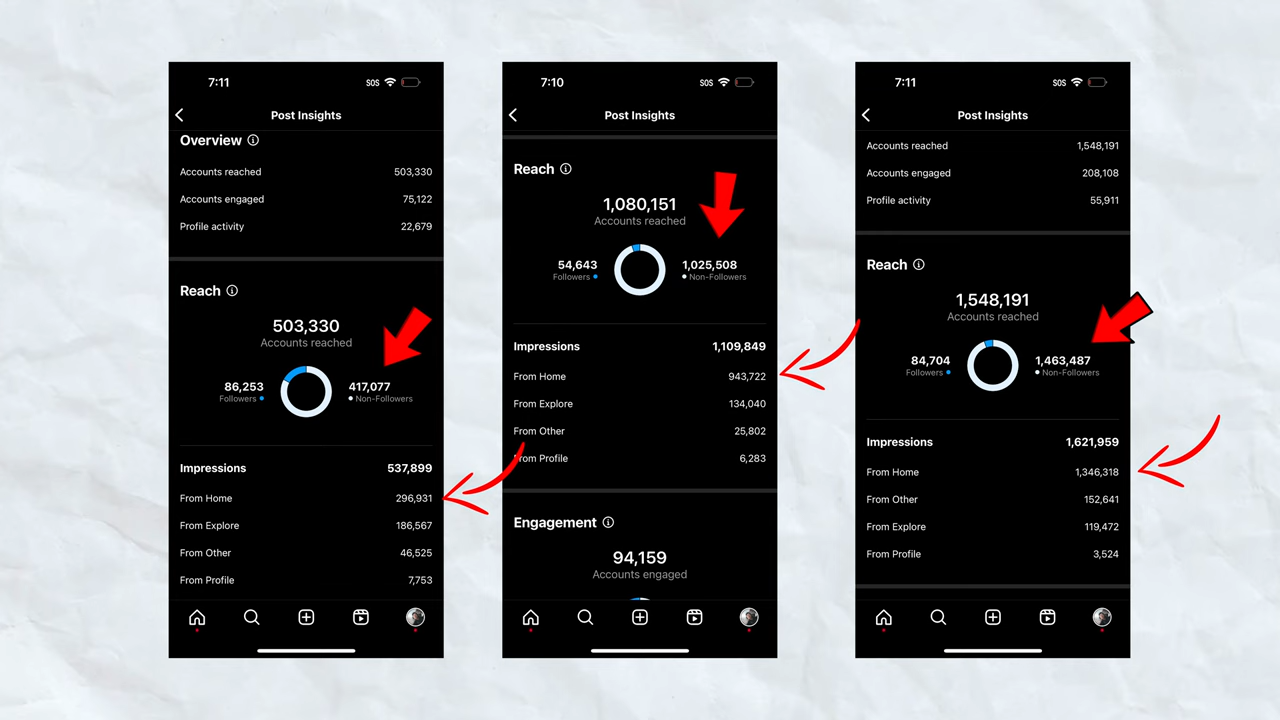 7:11 SOS
Post Insights
Overview
Accounts reached 503,330
Accounts engaged 75,122
Profile activity 22,679
Reach
503,330
Accounts reached
86,253 417,077
Followers Non-Followers
Impressions 537,899
From Home 296,931
From Explore 186,567
From Other 46,525
From Profile 7,753
7:10 SOS
Post Insights
Reach
1,080,151
Accounts reached
54,643 1,025,508
Followers Non-Followers
Impressions 1,109,849
From Home 943,722
From Explore 134,040
From Other 25,802
From Profile 6,283
Engagement
94,159
Accounts engaged
7:11 SOS
Post Insights
Accounts reached 1,548,191
Accounts engaged 208,108
Profile activity 55,911
Reach
1,548,191
Accounts reached
84,704 1,463,487
Followers Non-Followers
Impressions 1,621,959
From Home 1,346,318
From Other 152,641
From Explore 119,472
From Profile 3,524